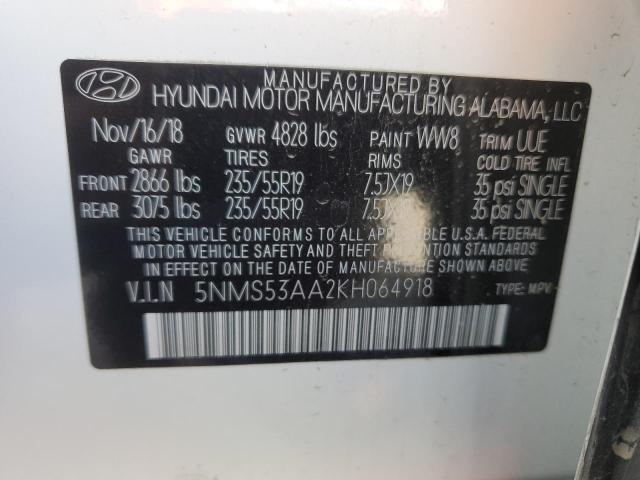 MANUFACTURED BY
HYUNDAI MOTOR MANUFACTURING ALABAMA, LLC
Nov/16/18 GVWR 4828 lbs PAINT WW8 TRIM UUE
GAWR TIRES RIMS COLD TIRE INFL
FRONT 2866 lbs 235/55R19 7.5JX19 35 psi SINGLE
REAR 3075 lbs 235/55R19 7.5JX19 35 psi SINGLE
THIS VEHICLE CONFORMS TO ALL APPLICABLE U.S.A. FEDERAL
MOTOR VEHICLE SAFETY AND THEFT PREVENTION STANDARDS
IN EFFECT ON THE DATE OF MANUFACTURE SHOWN ABOVE.
V.I.N 5NMS53AA2KH064918 TYPE: MPV